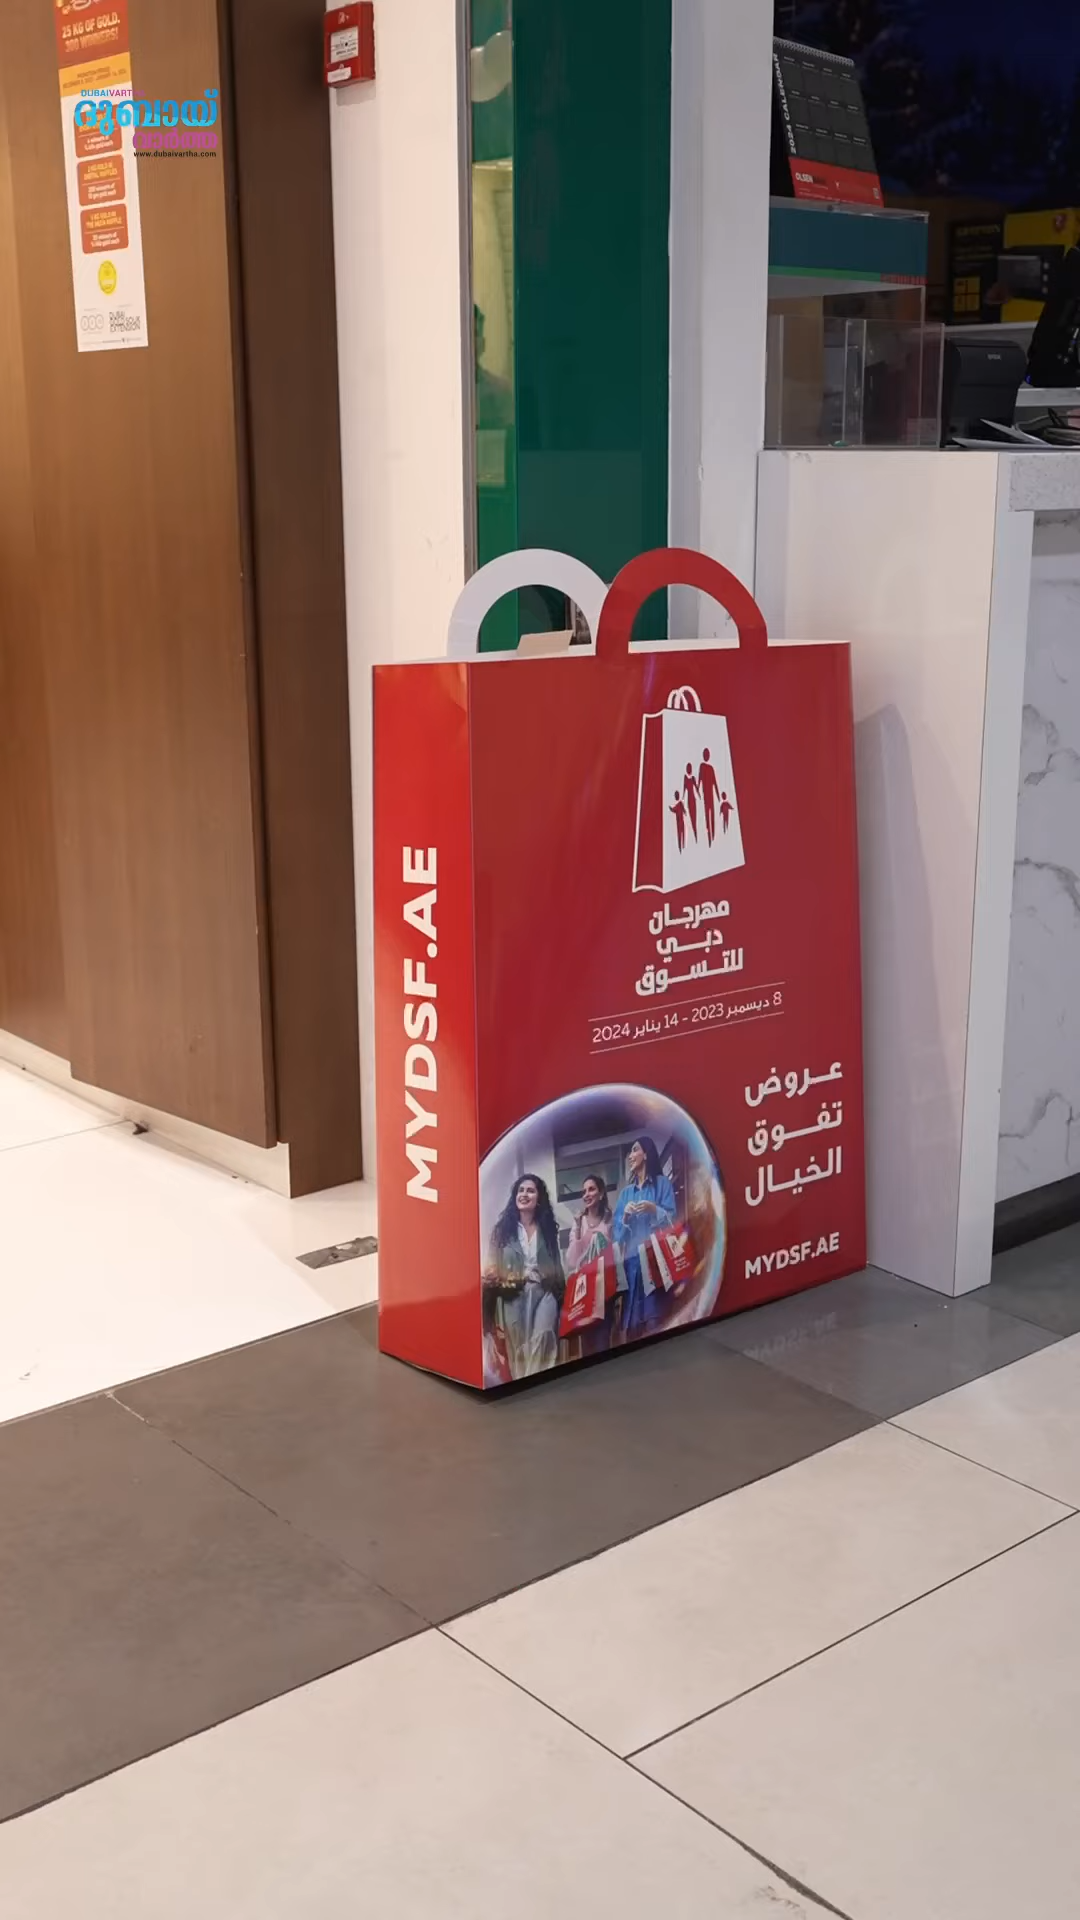 25 KG OF GOLD.
300 WINNERS!
DUBAIVARTHA
ദുബായ്
വാർത്ത
www.dubaivartha.com
2024 CALENDAR
MYDSF.AE
مهرجان
دبي
للتسوق
8 ديسمبر 2023 - 14 يناير 2024
عروض
تفوق
الخيال
MYDSF.AE